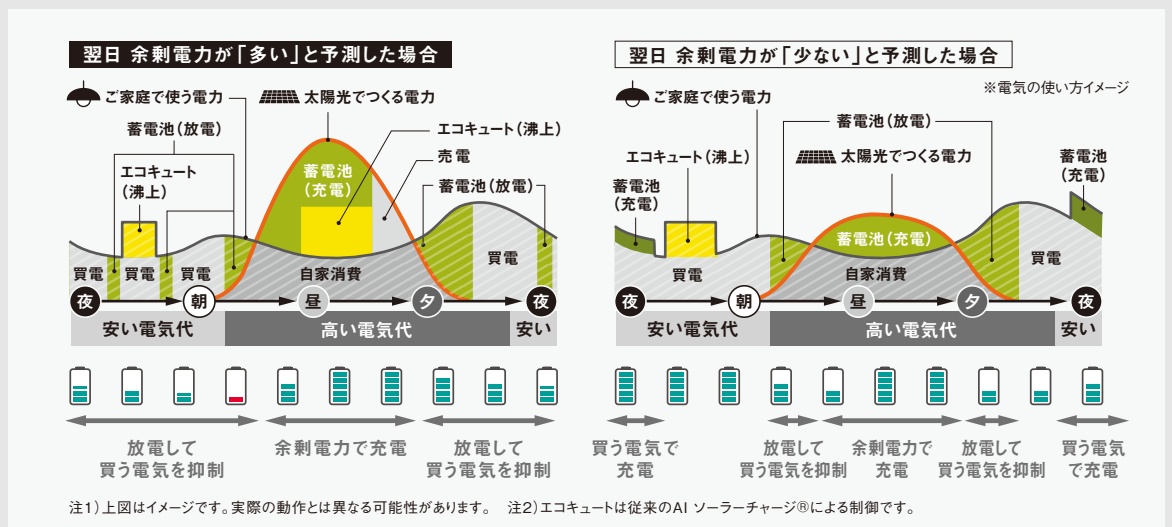 翌日 余剰電力が「多い」と予測した場合
ご家庭で使う電力
太陽光でつくる電力
蓄電池（放電）
エコキュート（沸上）
エコキュート
（沸上）
売電
蓄電池
（充電）
蓄電池（放電）
買電
買電
買電
自家消費
買電
夜
朝
昼
夕
夜
安い電気代
高い電気代
安い
放電して
買う電気を抑制
余剰電力で充電
放電して
買う電気を抑制
翌日 余剰電力が「少ない」と予測した場合
※電気の使い方イメージ
ご家庭で使う電力
蓄電池（放電）
エコキュート（沸上）
太陽光でつくる電力
蓄電池
（充電）
蓄電池
（充電）
蓄電池（充電）
買電
自家消費
買電
夜
朝
昼
夕
夜
安い電気代
高い電気代
安い
買う電気で
充電
放電して
買う電気を抑制
余剰電力で
充電
放電して
買う電気を抑制
買う電気
で充電
注1）上図はイメージです。実際の動作とは異なる可能性があります。 注2）エコキュートは従来のAI ソーラーチャージ®による制御です。